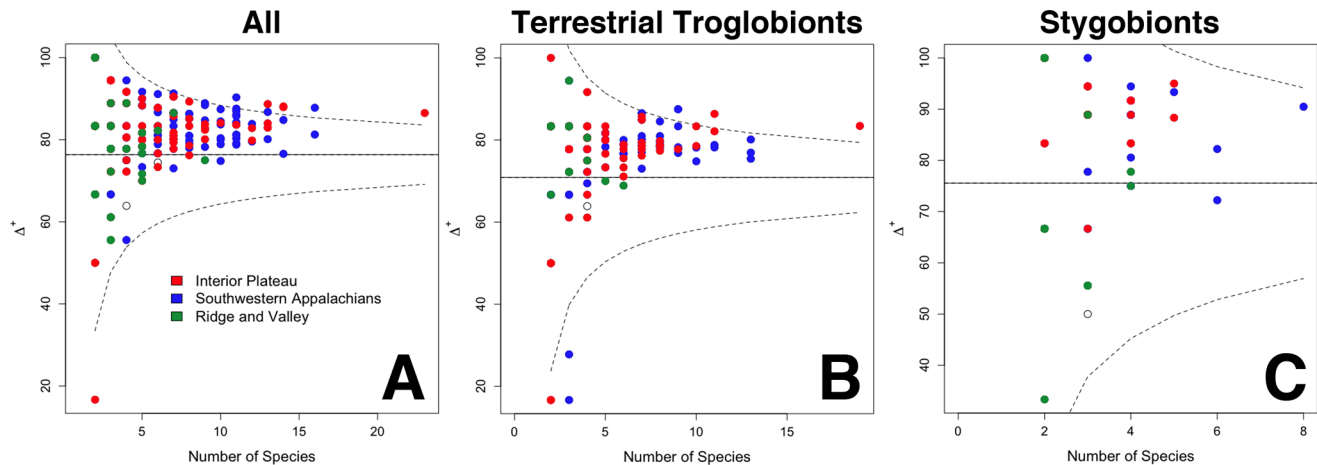 All
Terrestrial Troglobionts
Stygobionts
100
80
60
40
20
Δ+
5
10
15
20
Number of Species
Interior Plateau
Southwestern Appalachians
Ridge and Valley
A
100
80
60
40
20
Δ+
0
5
10
15
Number of Species
B
100
90
80
70
60
50
40
Δ+
0
2
4
6
8
Number of Species
C